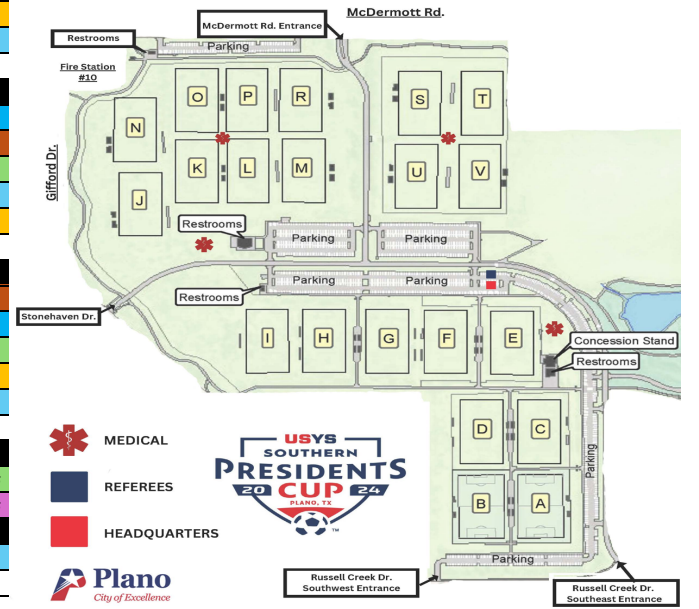 McDermott Rd.
McDermott Rd. Entrance
Restrooms
Parking
Fire Station
#10
O
P
R
S
T
N
Gifford Dr.
K
L
M
U
V
J
Restrooms
Parking
Parking
Parking
Parking
Restrooms
Stonehaven Dr.
I
H
G
F
E
Concession Stand
Restrooms
D
C
Parking
B
A
Parking
MEDICAL
REFEREES
HEADQUARTERS
USYS
SOUTHERN
PRESIDENTS
20 CUP 24
PLANO, TX
TM
Plano
City of Excellence
Russell Creek Dr.
Southwest Entrance
Russell Creek Dr.
Southeast Entrance